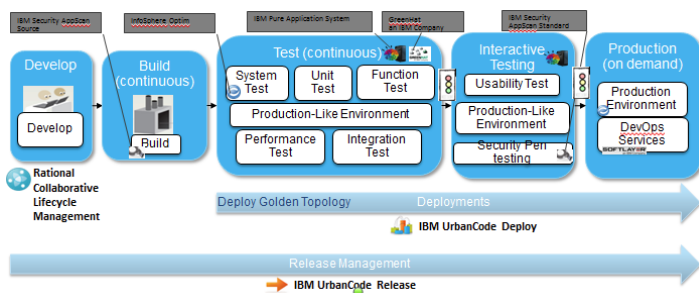 IBM Security AppScan
Source
InfoSphere Optim
IBM Pure Application System
GreenHat
an IBM Company
IBM Security
AppScan Standard
Develop
Build
(continuous)
Test (continuous)
Interactive
Testing
Production
(on demand)
Develop
Build
System
Test
Unit
Test
Function
Test
Production-Like Environment
Performance
Test
Integration
Test
Usability Test
Production-Like
Environment
Security Pen
testing
Production
Environment
DevOps
Services
SOFTLAYER
Rational
Collaborative
Lifecycle
Management
Deploy Golden Topology
Deployments
IBM UrbanCode Deploy
Release Management
IBM UrbanCode Release